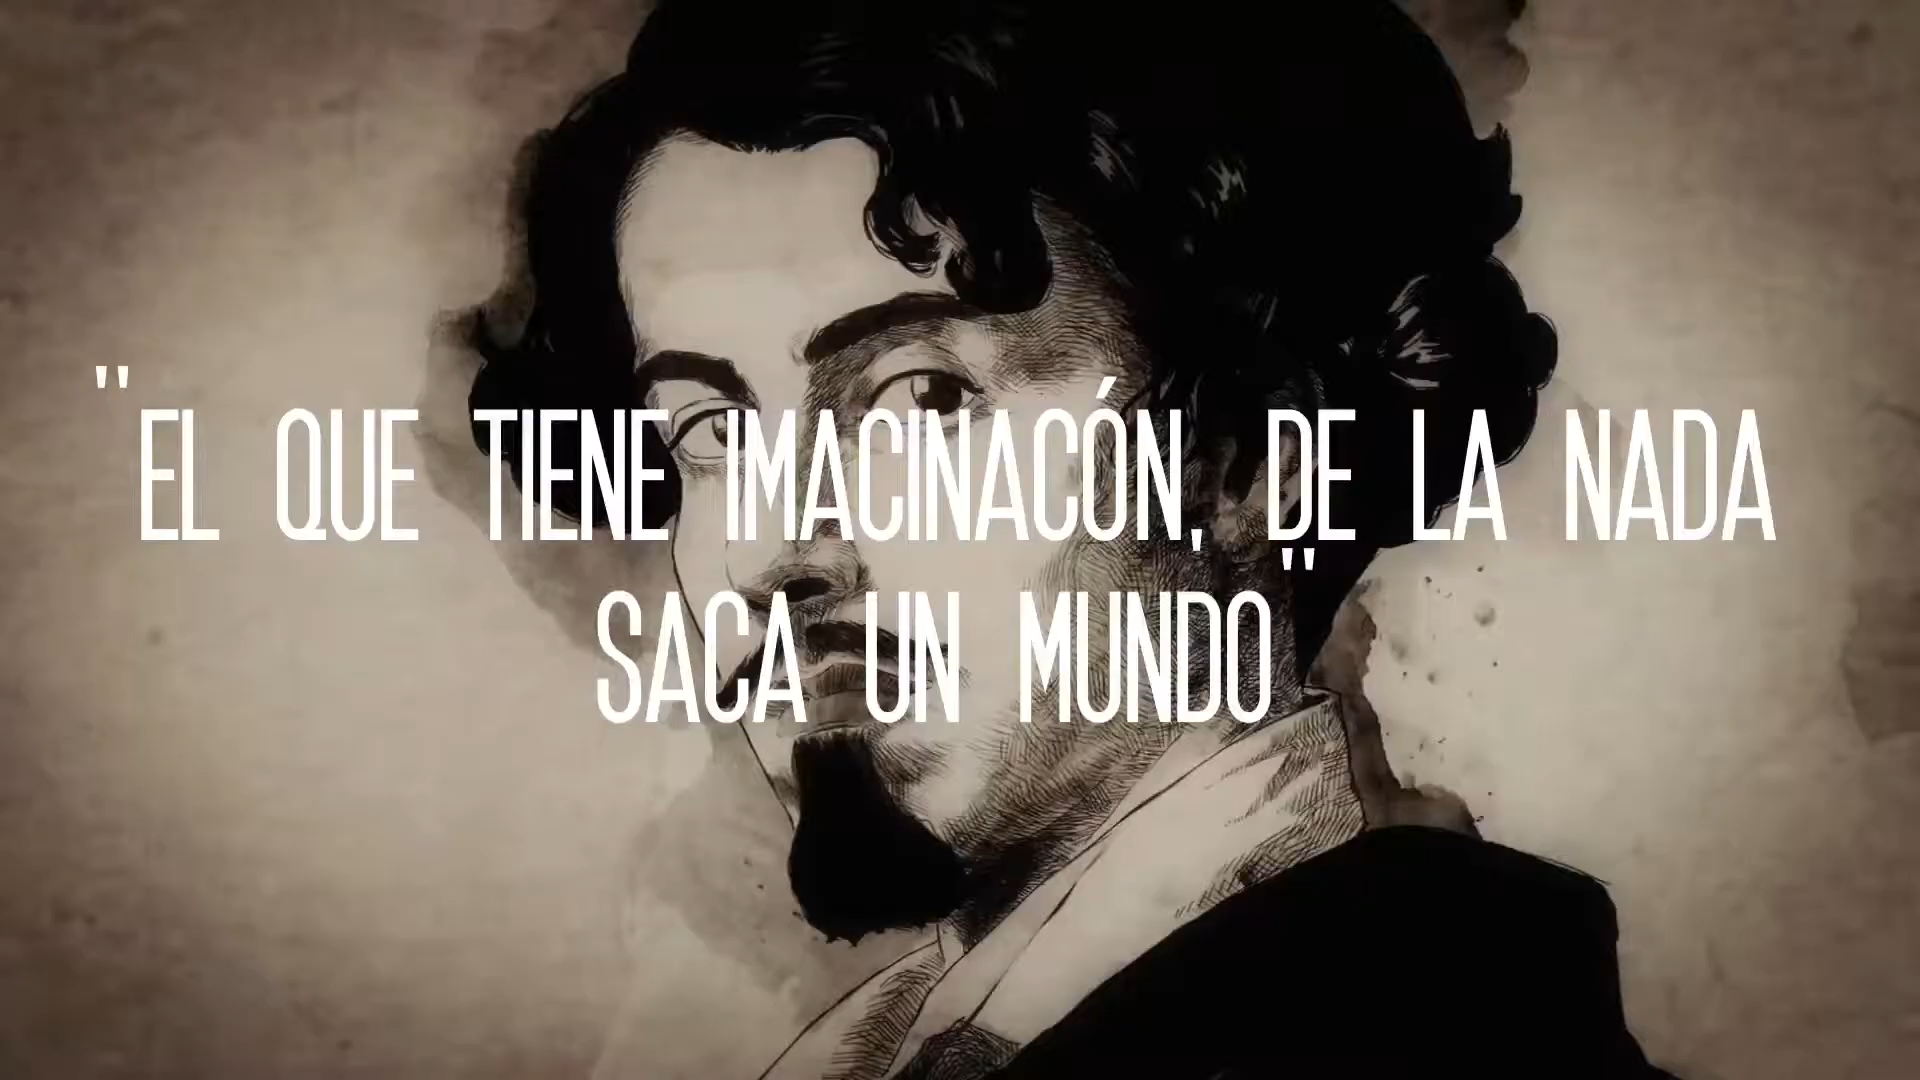 "EL QUE TIENE IMACINACÓN, DE LA NADA
SACA UN MUNDO"